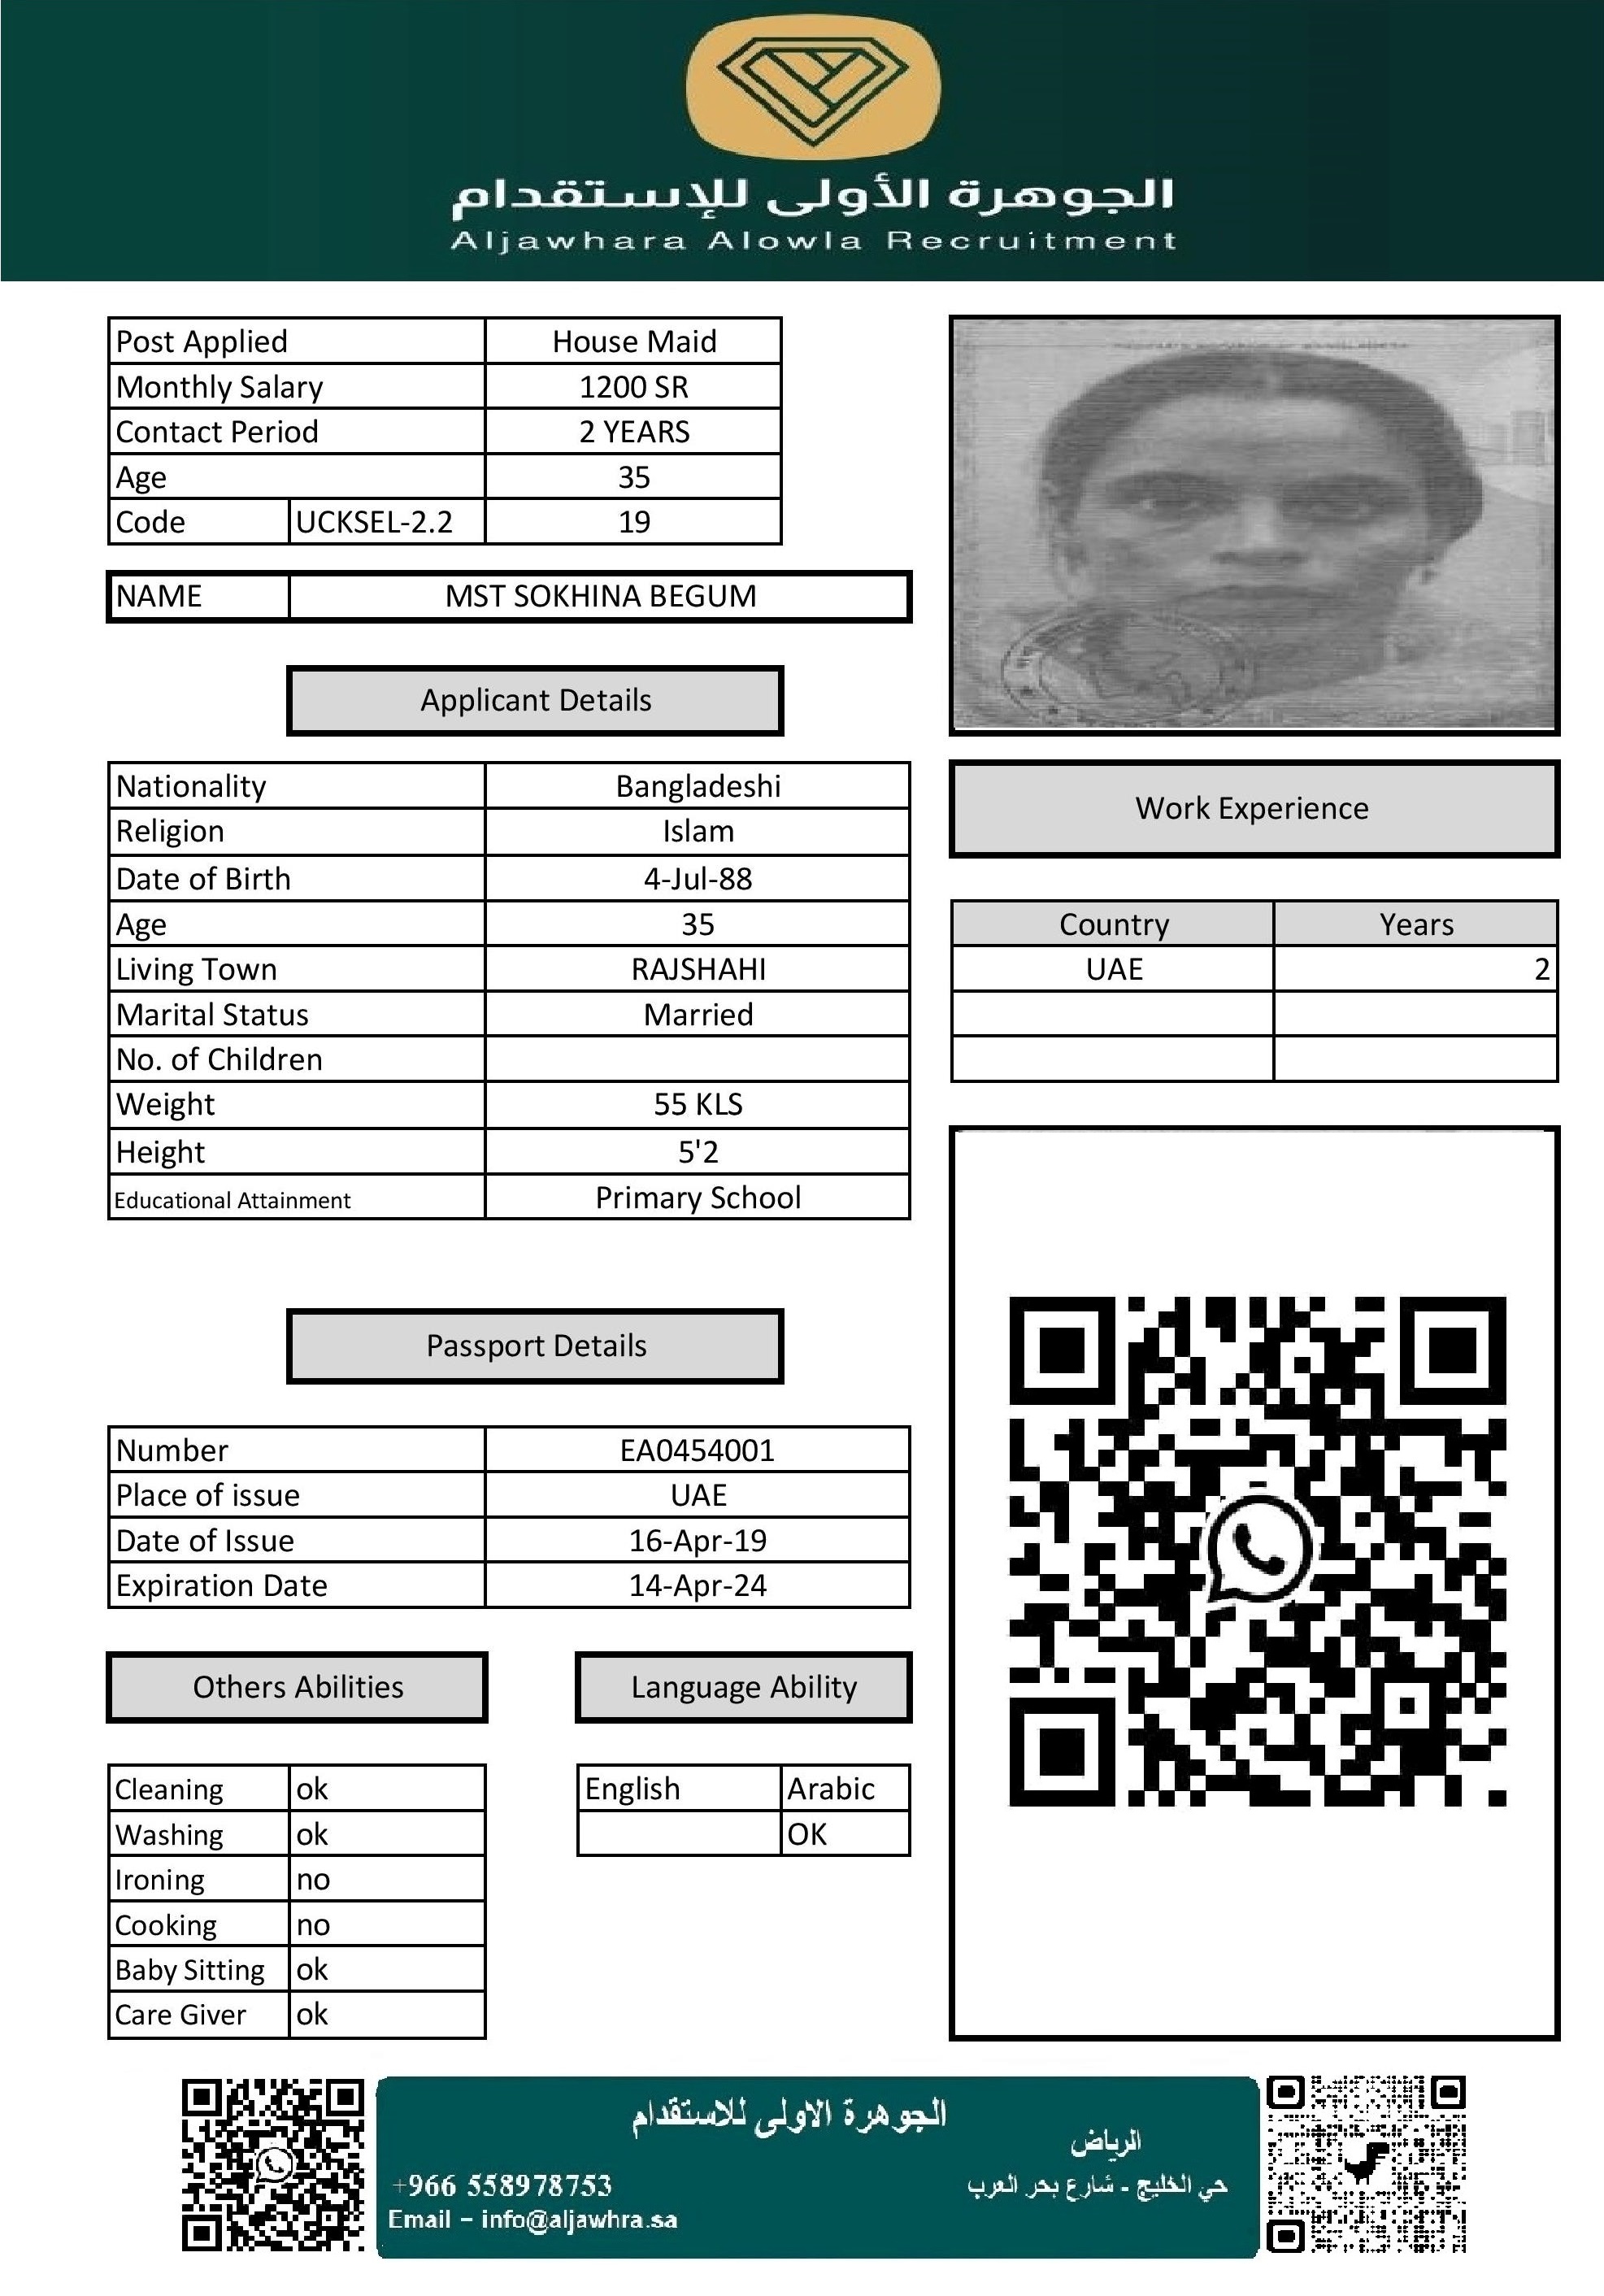 الجوهرة الأولى للإستقدام
Aljawhara Alowla Recruitment
Post Applied House Maid
Monthly Salary 1200 SR
Contact Period 2 YEARS
Age 35
Code UCKSEL-2.2 19
NAME MST SOKHINA BEGUM
Applicant Details
Nationality Bangladeshi
Religion Islam
Date of Birth 4-Jul-88
Age 35
Living Town RAJSHAHI
Marital Status Married
No. of Children
Weight 55 KLS
Height 5'2
Educational Attainment Primary School
Work Experience
Country Years
UAE 2
Passport Details
Number EA0454001
Place of issue UAE
Date of Issue 16-Apr-19
Expiration Date 14-Apr-24
Others Abilities
Cleaning ok
Washing ok
Ironing no
Cooking no
Baby Sitting ok
Care Giver ok
Language Ability
English Arabic
OK
الجوهرة الاولى للاستقدام
الرياض
حي الخليج - شارع بحر العرب
+966 558978753
Email – info@aljawhra.sa